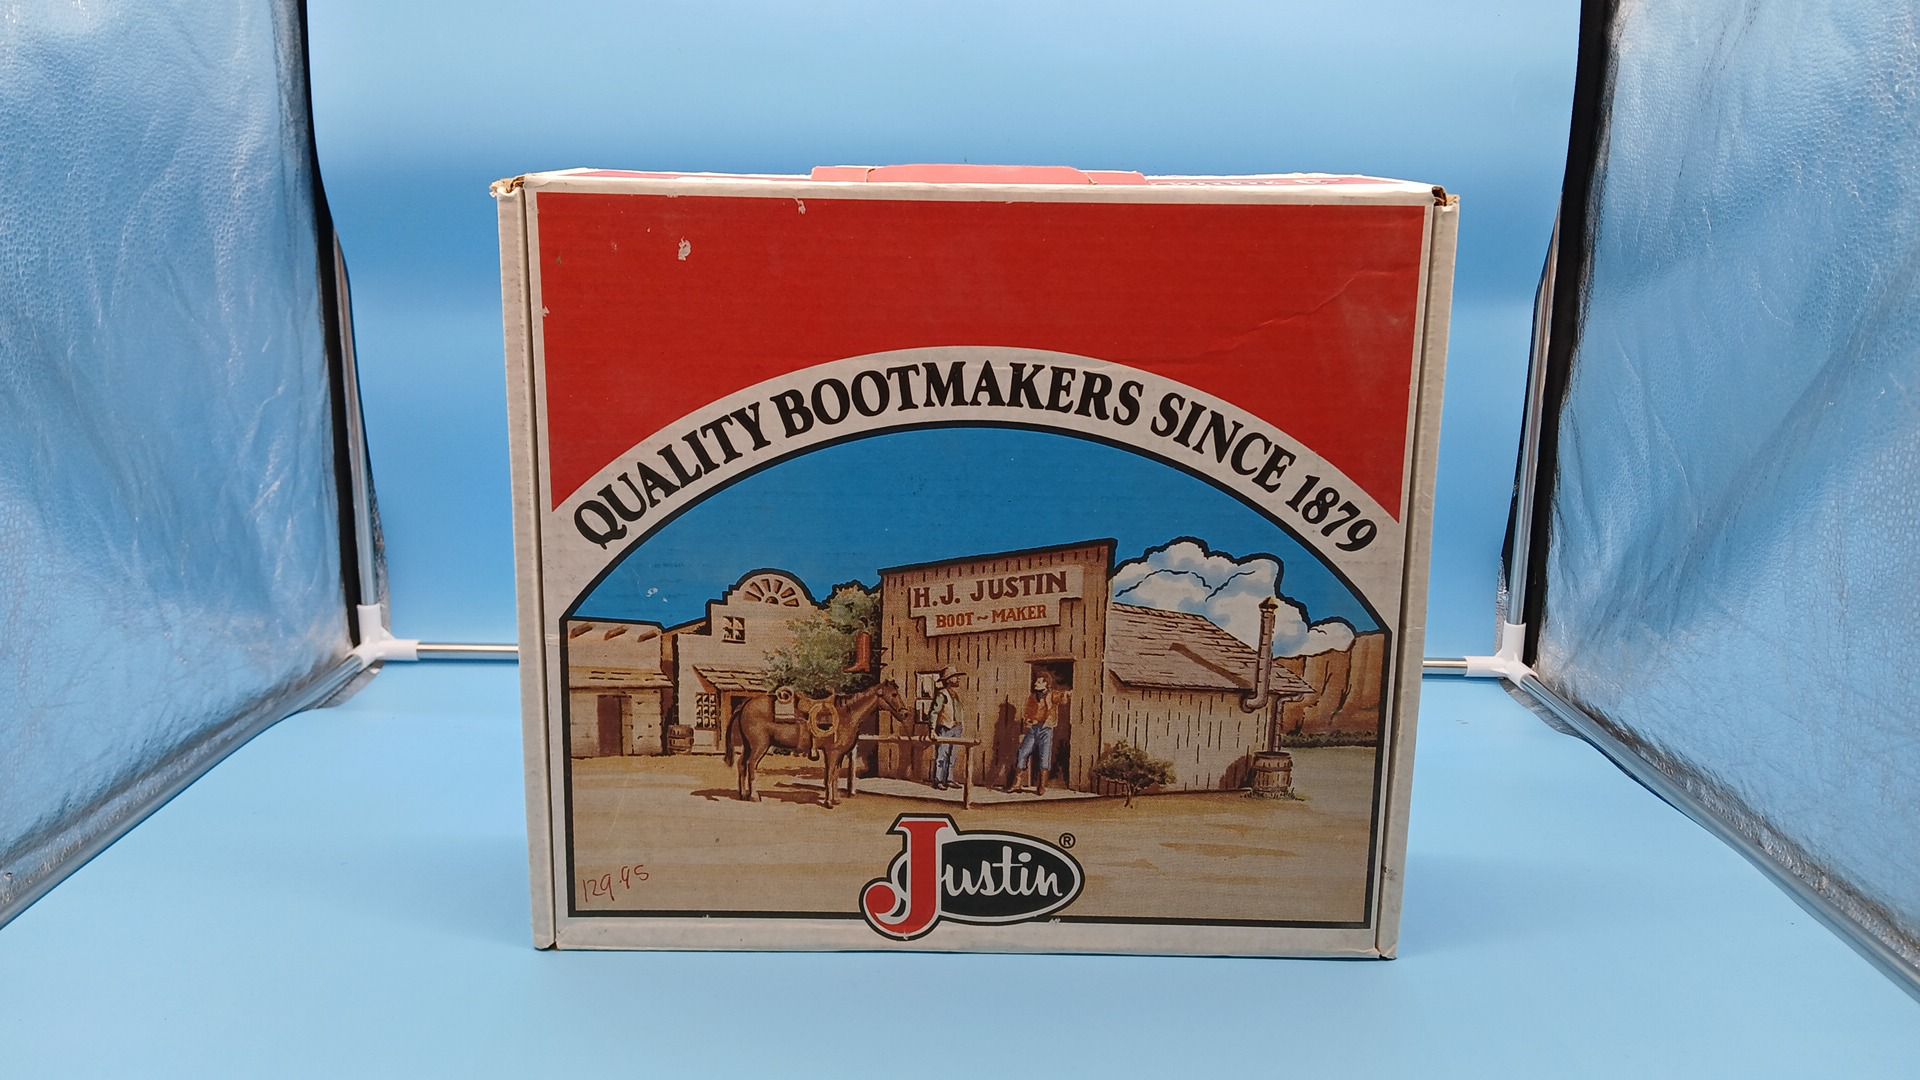 QUALITY BOOTMAKERS SINCE 1879
H.J. JUSTIN
BOOT~MAKER
129.95
Justin®